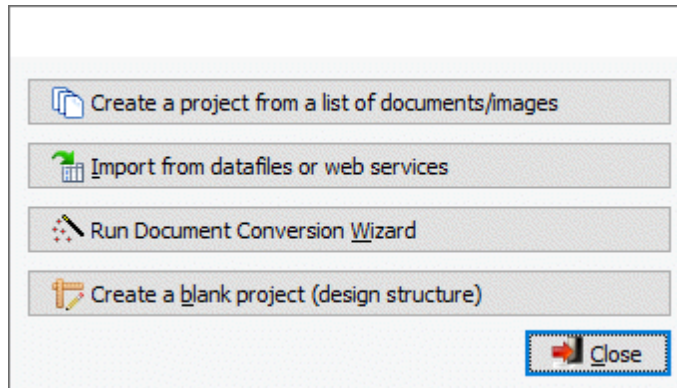 Create a project from a list of documents/images
Import from datafiles or web services
Run Document Conversion Wizard
Create a blank project (design structure)
Close